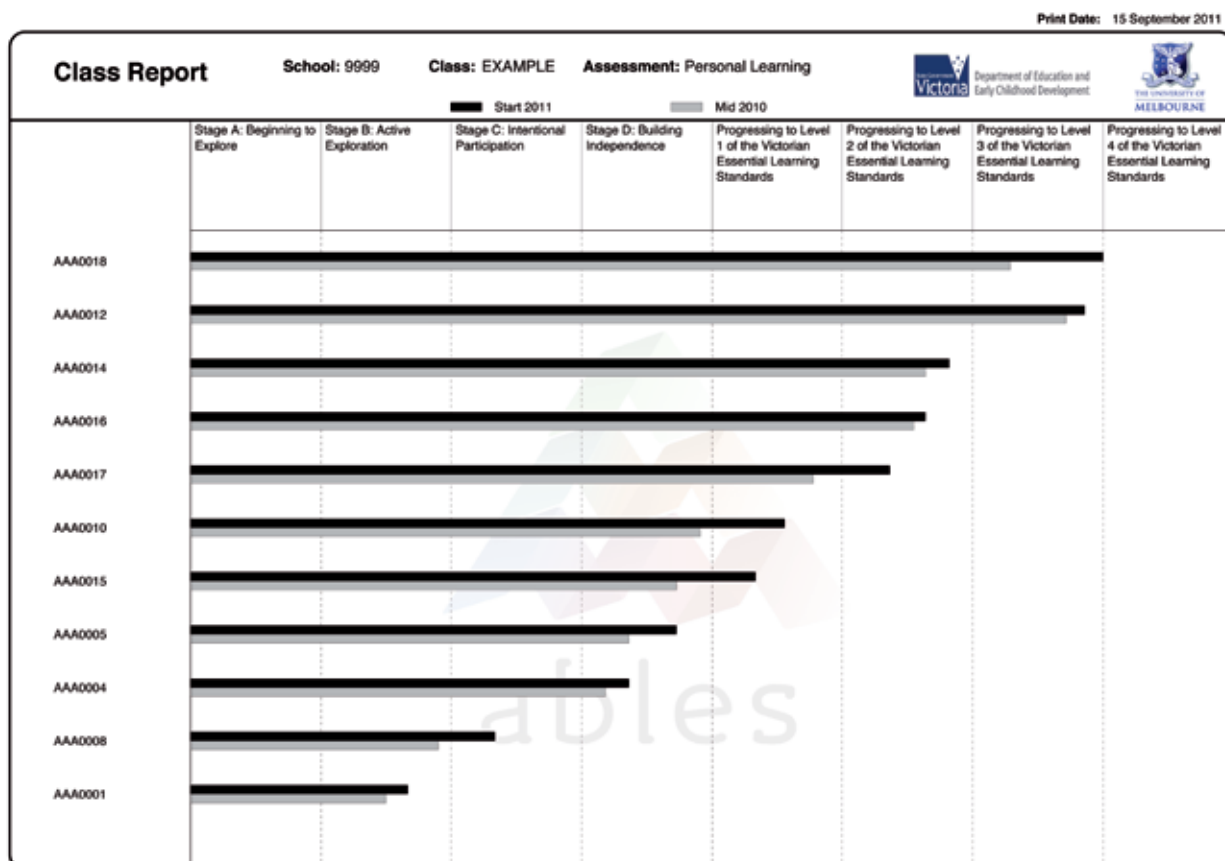 Print Date: 15 September 2011
Class Report
School: 9999
Class: EXAMPLE
Assessment: Personal Learning
Victoria
Department of Education and
Early Childhood Development
THE UNIVERSITY OF
MELBOURNE
Start 2011
Mid 2010
Stage A: Beginning to
Explore
Stage B: Active
Exploration
Stage C: Intentional
Participation
Stage D: Building
Independence
Progressing to Level
1 of the Victorian
Essential Learning
Standards
Progressing to Level
2 of the Victorian
Essential Learning
Standards
Progressing to Level
3 of the Victorian
Essential Learning
Standards
Progressing to Level
4 of the Victorian
Essential Learning
Standards
AAA0018
AAA0012
AAA0014
AAA0016
AAA0017
AAA0010
AAA0015
AAA0005
AAA0004
AAA0008
AAA0001
ables